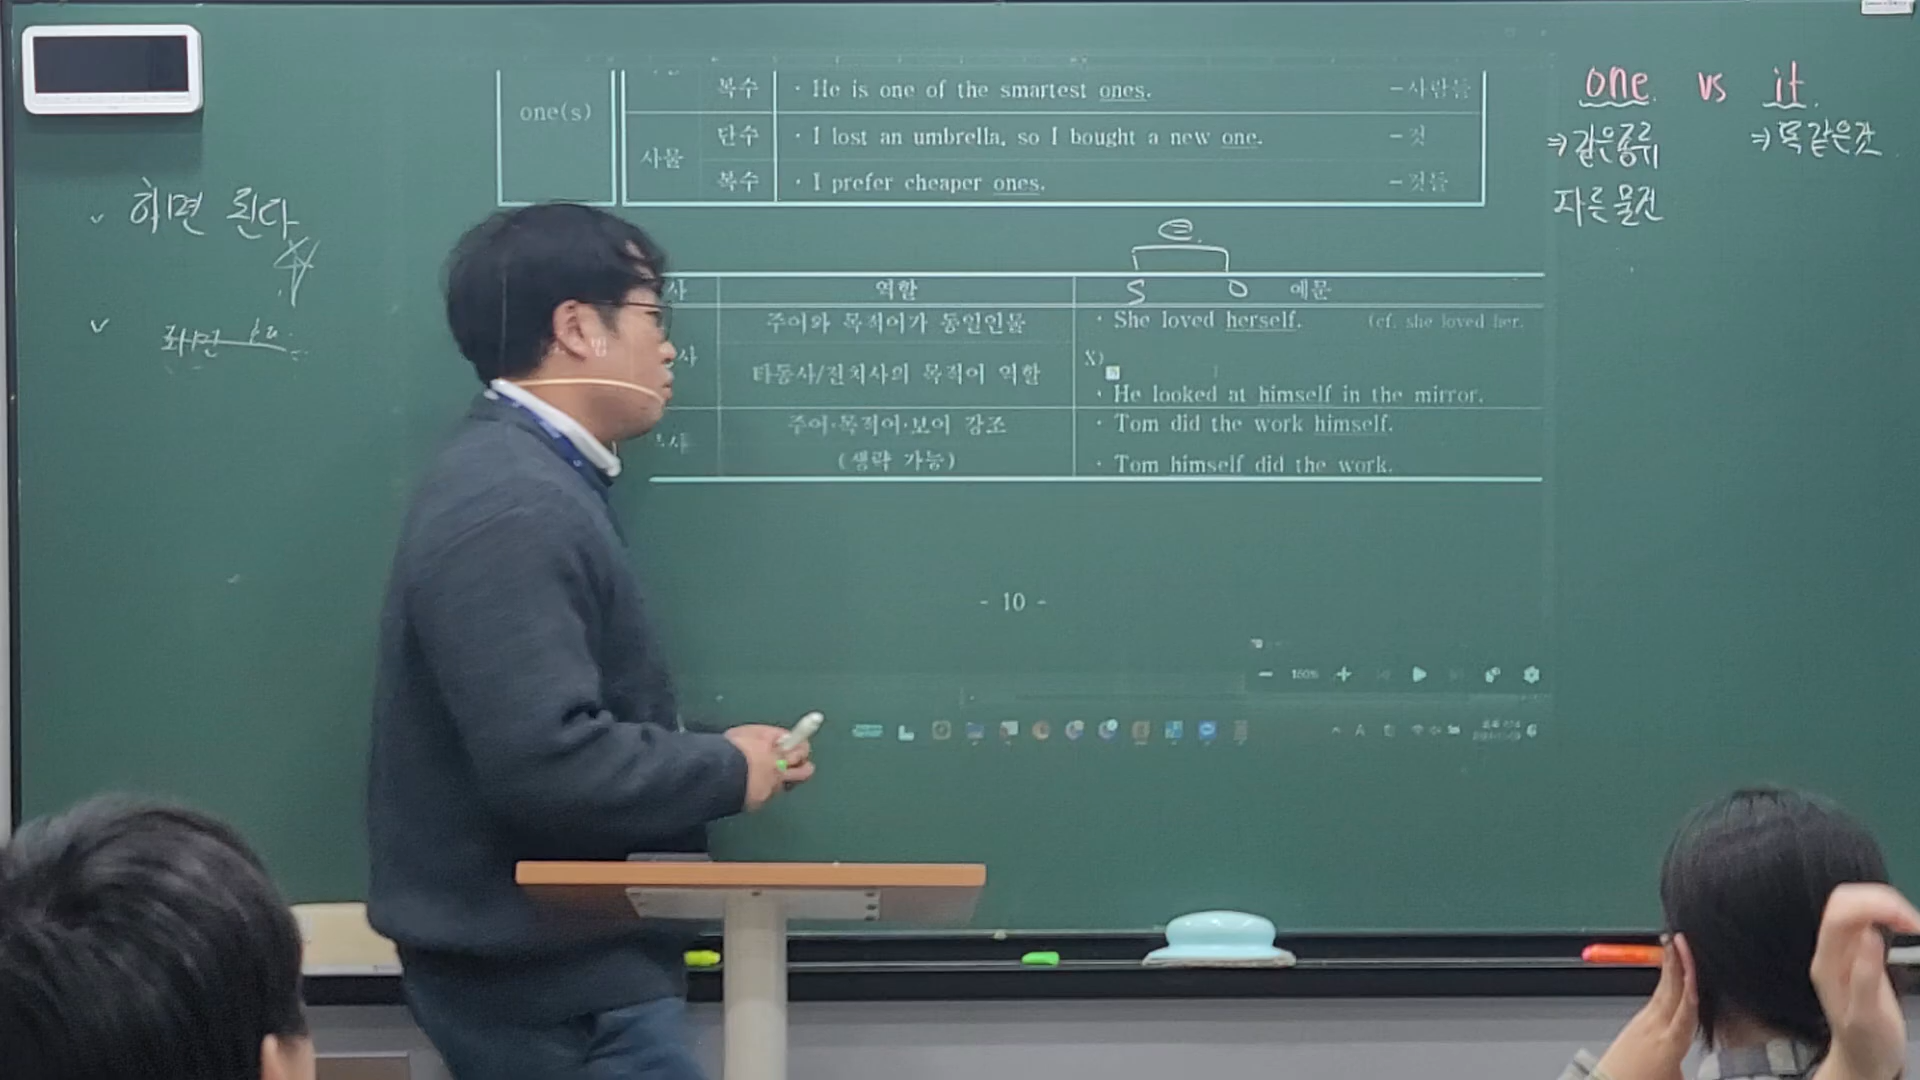 one vs it.
⇒같은종류 ⇒똑같은것
다른물건
하면 된다
복수 · He is one of the smartest ones. -사람들
one(s)
단수 · I lost an umbrella, so I bought a new one. -것
사물
복수 · I prefer cheaper ones. -것들
S O
사 역할 예문
주어와 목적어가 동일인물 · She loved herself. (cf. she loved her.
X)
사 타동사/전치사의 목적어 역할
· He looked at himself in the mirror.
주어·목적어·보어 강조 · Tom did the work himself.
(생략 가능) · Tom himself did the work.
- 10 -
160%